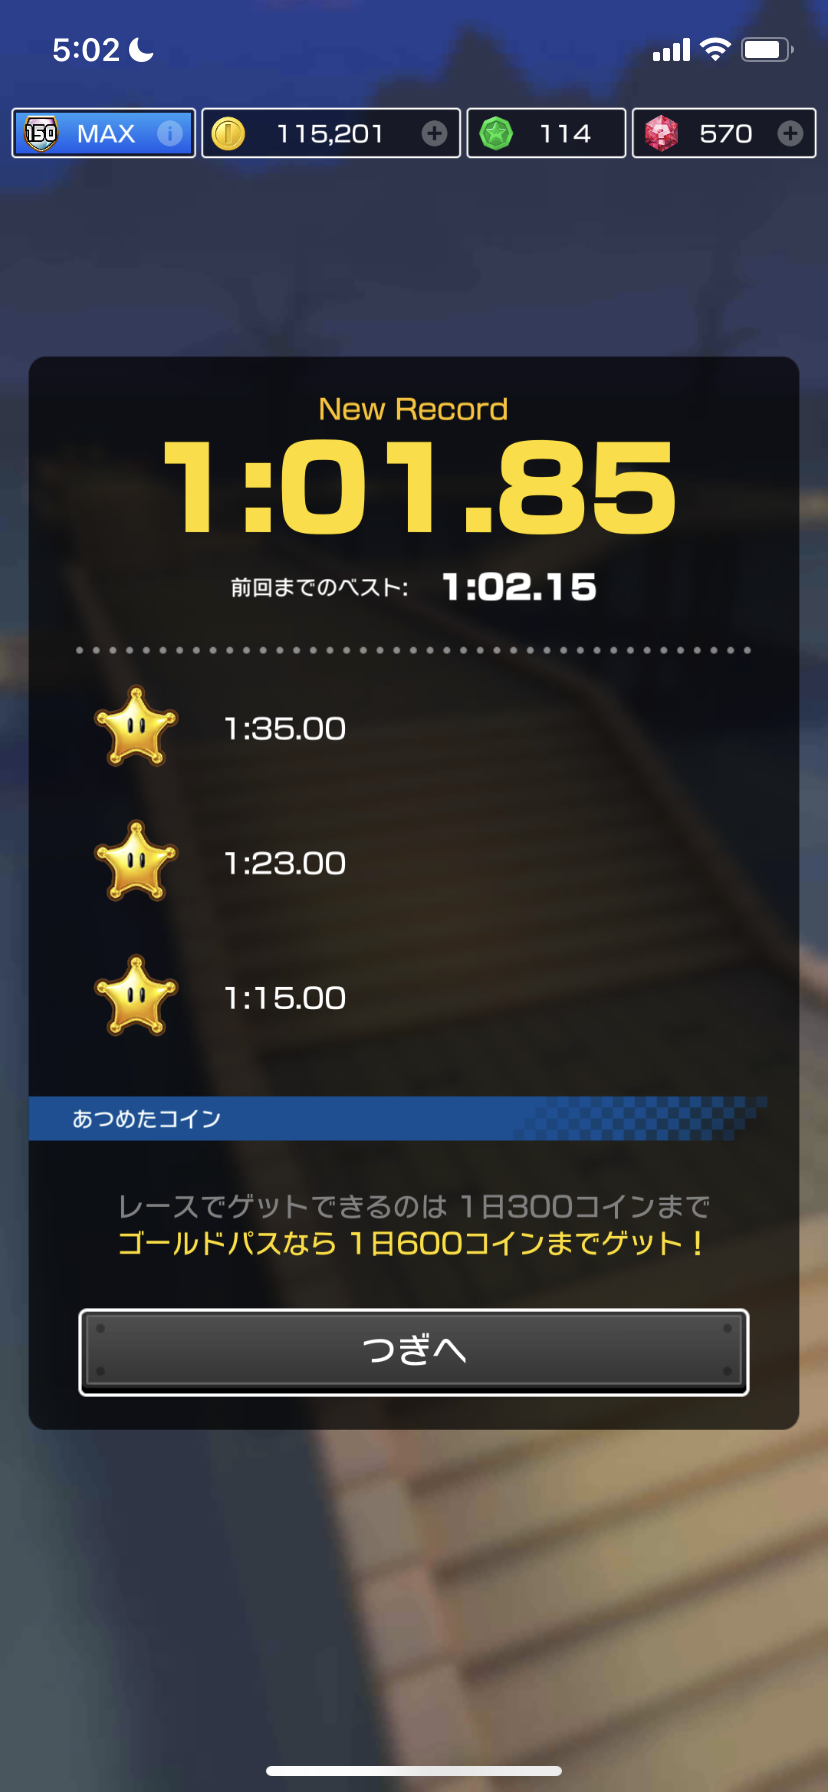 5:02
150 MAX i 115,201 + 114 570 +
New Record
1:01.85
前回までのベスト: 1:02.15
1:35.00
1:23.00
1:15.00
あつめたコイン
レースでゲットできるのは 1日300コインまで
ゴールドパスなら 1日600コインまでゲット！
つぎへ